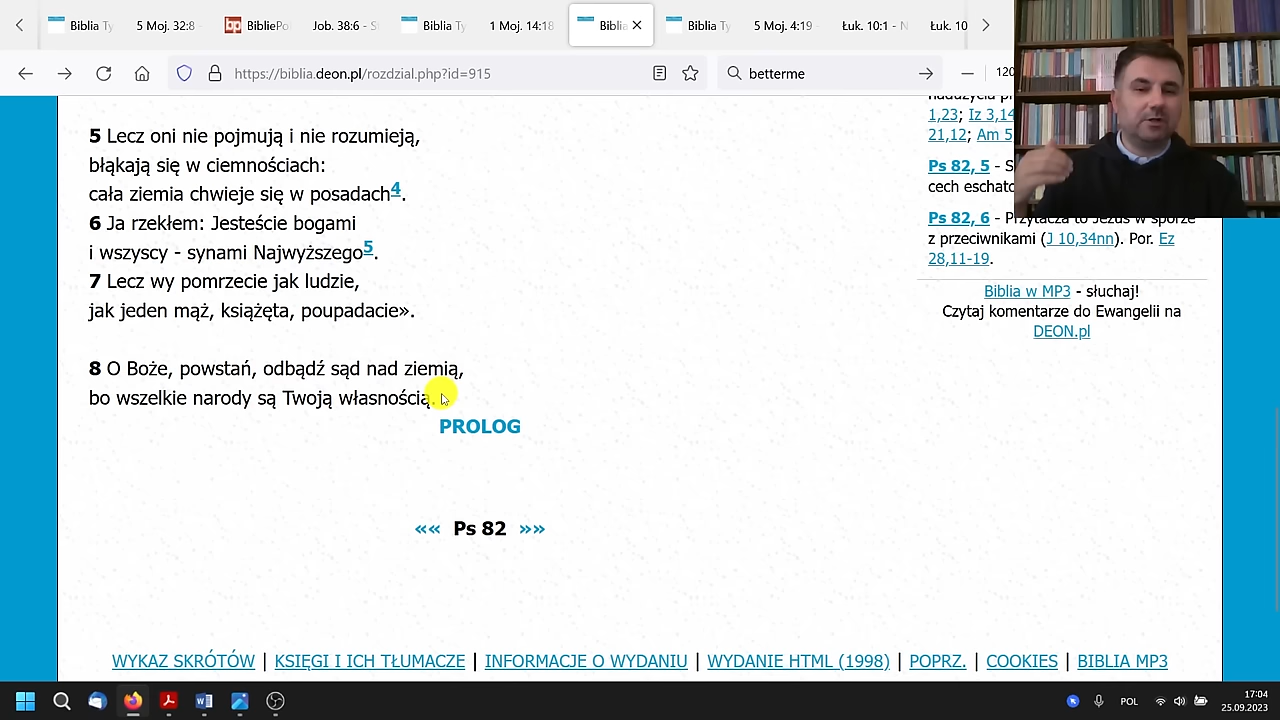 Biblia Ty
5 Moj. 32:8
BibliePo
Job. 38:6 - S
Biblia Ty
1 Moj. 14:18
Bibli
Biblia Ty
5 Moj. 4:19
Łuk. 10:1 - N
Łuk. 10
https://biblia.deon.pl/rozdzial.php?id=915
betterme
120
5 Lecz oni nie pojmują i nie rozumieją,
błąkają się w ciemnościach:
cała ziemia chwieje się w posadach4.
6 Ja rzekłem: Jesteście bogami
i wszyscy - synami Najwyższego5.
7 Lecz wy pomrzecie jak ludzie,
jak jeden mąż, książęta, poupadacie».
8 O Boże, powstań, odbądź sąd nad ziemią,
bo wszelkie narody są Twoją własnością.
PROLOG
«« Ps 82 »»
nadużycia p
1,23; Iz 3,14
21,12; Am 5
Ps 82, 5 - S
cech eschato
Ps 82, 6 - Przytacza to Jezus w sporze
z przeciwnikami (J 10,34nn). Por. Ez
28,11-19.
Biblia w MP3 - słuchaj!
Czytaj komentarze do Ewangelii na
DEON.pl
WYKAZ SKRÓTÓW | KSIĘGI I ICH TŁUMACZE | INFORMACJE O WYDANIU | WYDANIE HTML (1998) | POPRZ. | COOKIES | BIBLIA MP3
POL
17:04
25.09.2023